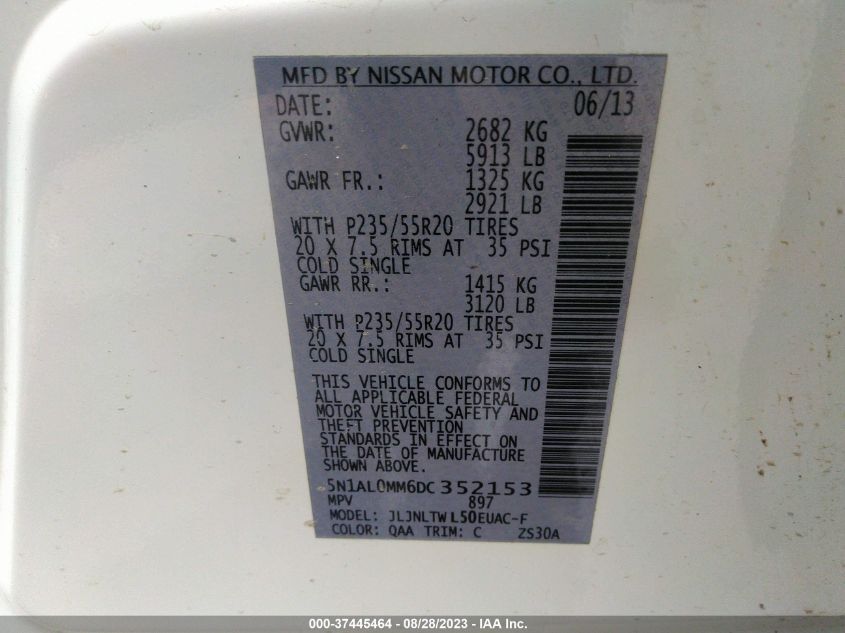 MFD BY NISSAN MOTOR CO., LTD.
DATE: 06/13
GVWR: 2682 KG
5913 LB
GAWR FR.: 1325 KG
2921 LB
WITH P235/55R20 TIRES
20 X 7.5 RIMS AT 35 PSI
COLD SINGLE
GAWR RR.: 1415 KG
3120 LB
WITH P235/55R20 TIRES
20 X 7.5 RIMS AT 35 PSI
COLD SINGLE
THIS VEHICLE CONFORMS TO
ALL APPLICABLE FEDERAL
MOTOR VEHICLE SAFETY AND
THEFT PREVENTION
STANDARDS IN EFFECT ON
THE DATE OF MANUFACTURE
SHOWN ABOVE.
5N1AL0MM6DC352153
MPV 897
MODEL: JLJNLTWL50EUAC-F
COLOR: QAA TRIM: C ZS30A
000-37445464 - 08/28/2023 - IAA Inc.